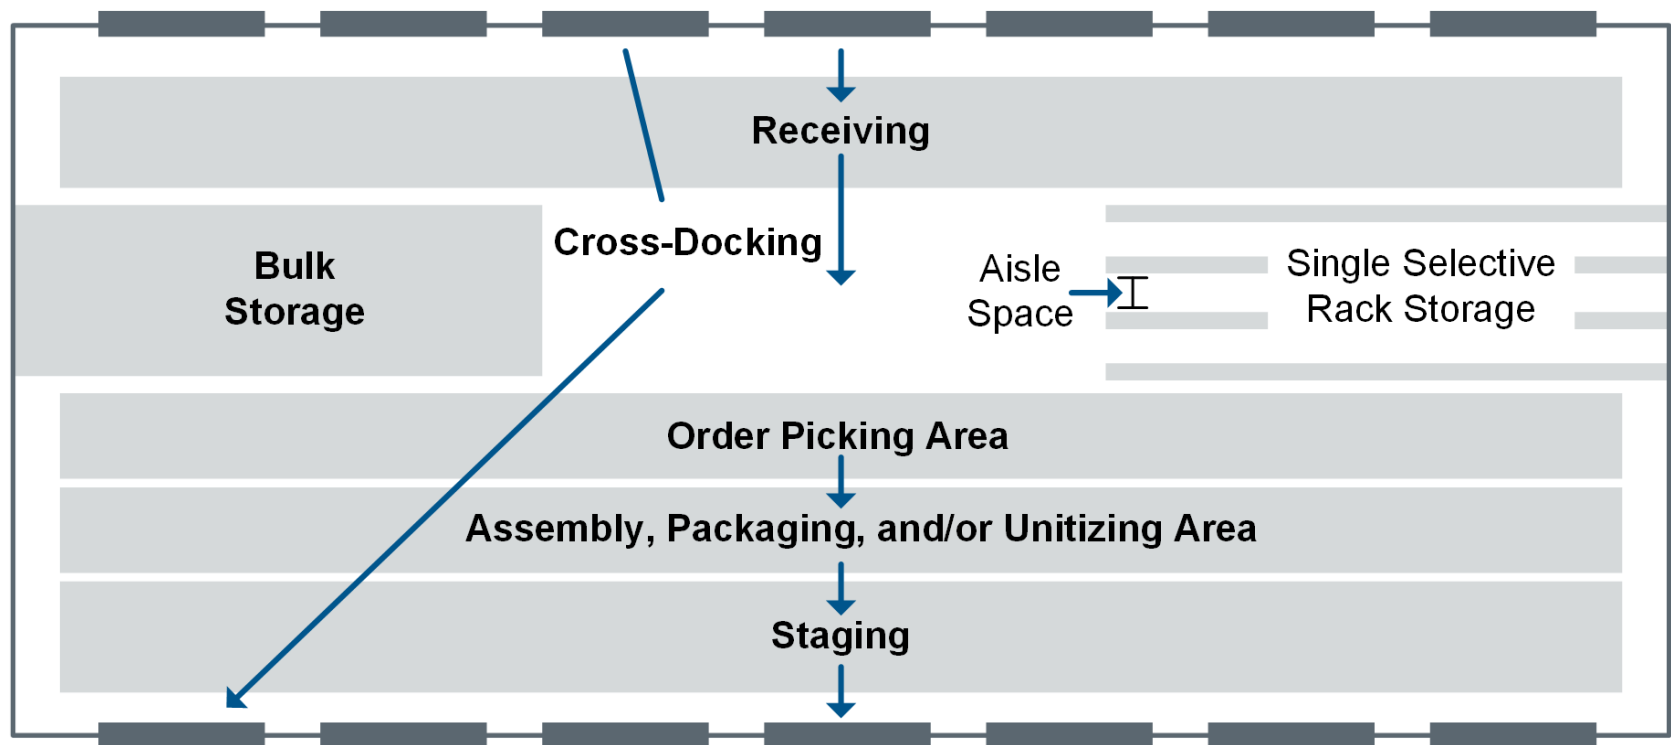 Receiving
Bulk
Storage
Cross-Docking
Aisle
Space
Single Selective
Rack Storage
Order Picking Area
Assembly, Packaging, and/or Unitizing Area
Staging